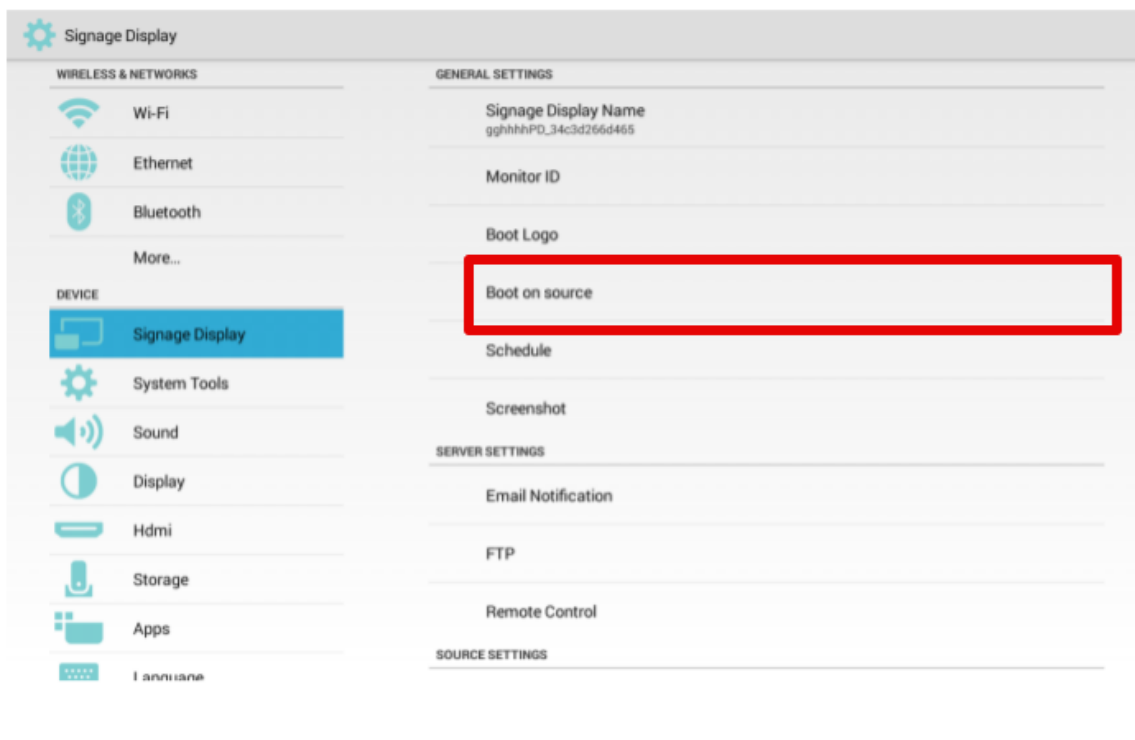 Signage Display
WIRELESS & NETWORKS
Wi-Fi
Ethernet
Bluetooth
More...
DEVICE
Signage Display
System Tools
Sound
Display
Hdmi
Storage
Apps
Language
GENERAL SETTINGS
Signage Display Name
gghhhhPD_34c3d266d465
Monitor ID
Boot Logo
Boot on source
Schedule
Screenshot
SERVER SETTINGS
Email Notification
FTP
Remote Control
SOURCE SETTINGS